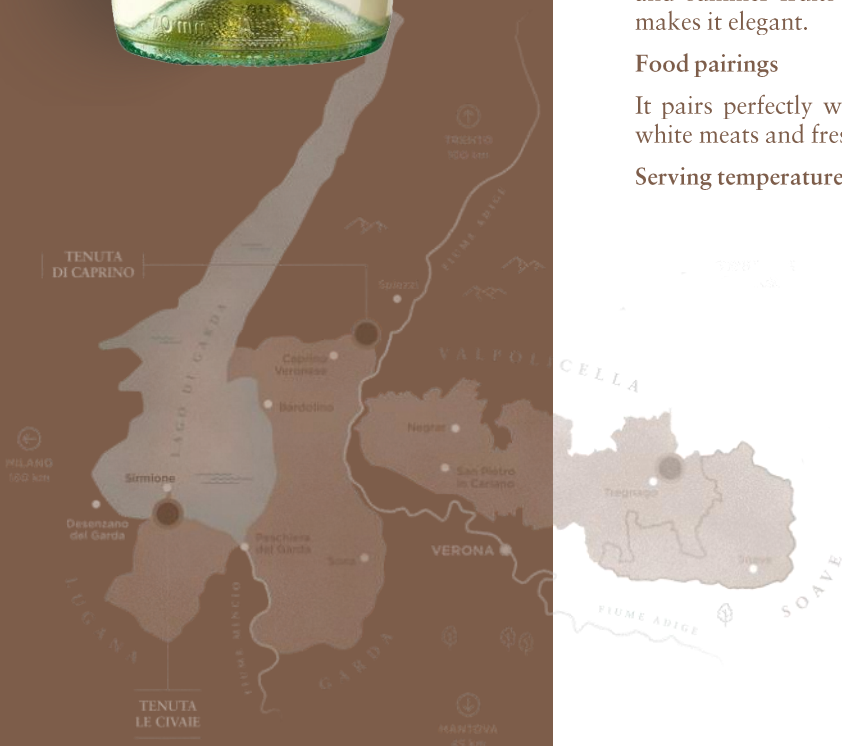 makes it elegant.
Food pairings
It pairs perfectly w
white meats and fres
Serving temperature
TRENTO
100 km
FIUME ADIGE
TENUTA
DI CAPRINO
Spiazzi
LAGO DI GARDA
VALPOLICELLA
Caprino
Veronese
Bardolino
Negrar
MILANO
160 km
San Pietro
in Cariano
Sirmione
Tregnago
Desenzano
del Garda
Peschiera
del Garda
VERONA
Sona
Soave
SOAVE
LUGANA
FIUME MINCIO
FIUME ADIGE
GARDA
TENUTA
LE CIVAIE
MANTOVA